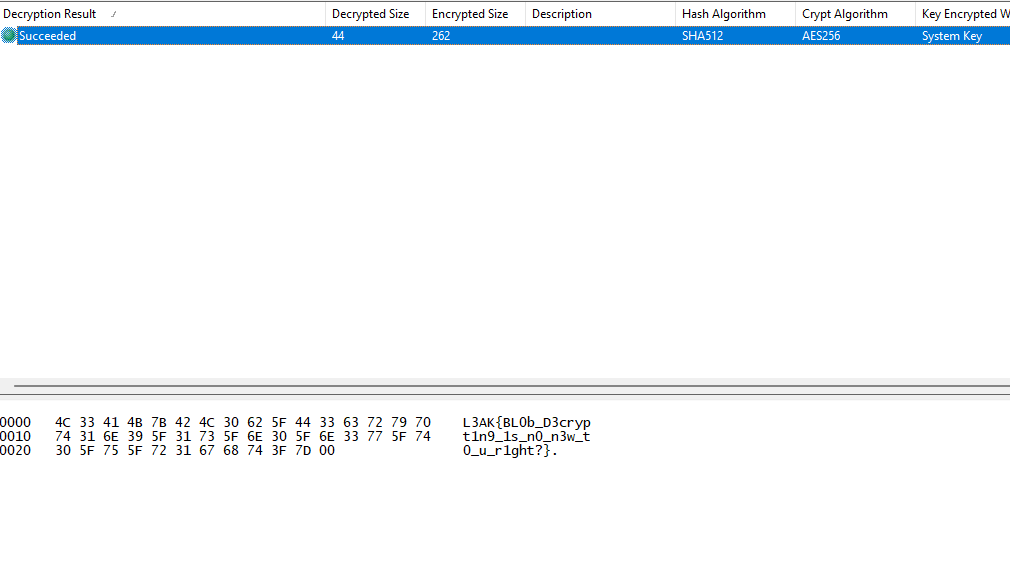 Decryption Result Decrypted Size Encrypted Size Description Hash Algorithm Crypt Algorithm Key Encrypted W
Succeeded 44 262 SHA512 AES256 System Key
0000 4C 33 41 4B 7B 42 4C 30 62 5F 44 33 63 72 79 70 L3AK{BL0b_D3cryp
0010 74 31 6E 39 5F 31 73 5F 6E 30 5F 6E 33 77 5F 74 t1n9_1s_n0_n3w_t
0020 30 5F 75 5F 72 31 67 68 74 3F 7D 00 0_u_r1ght?}.